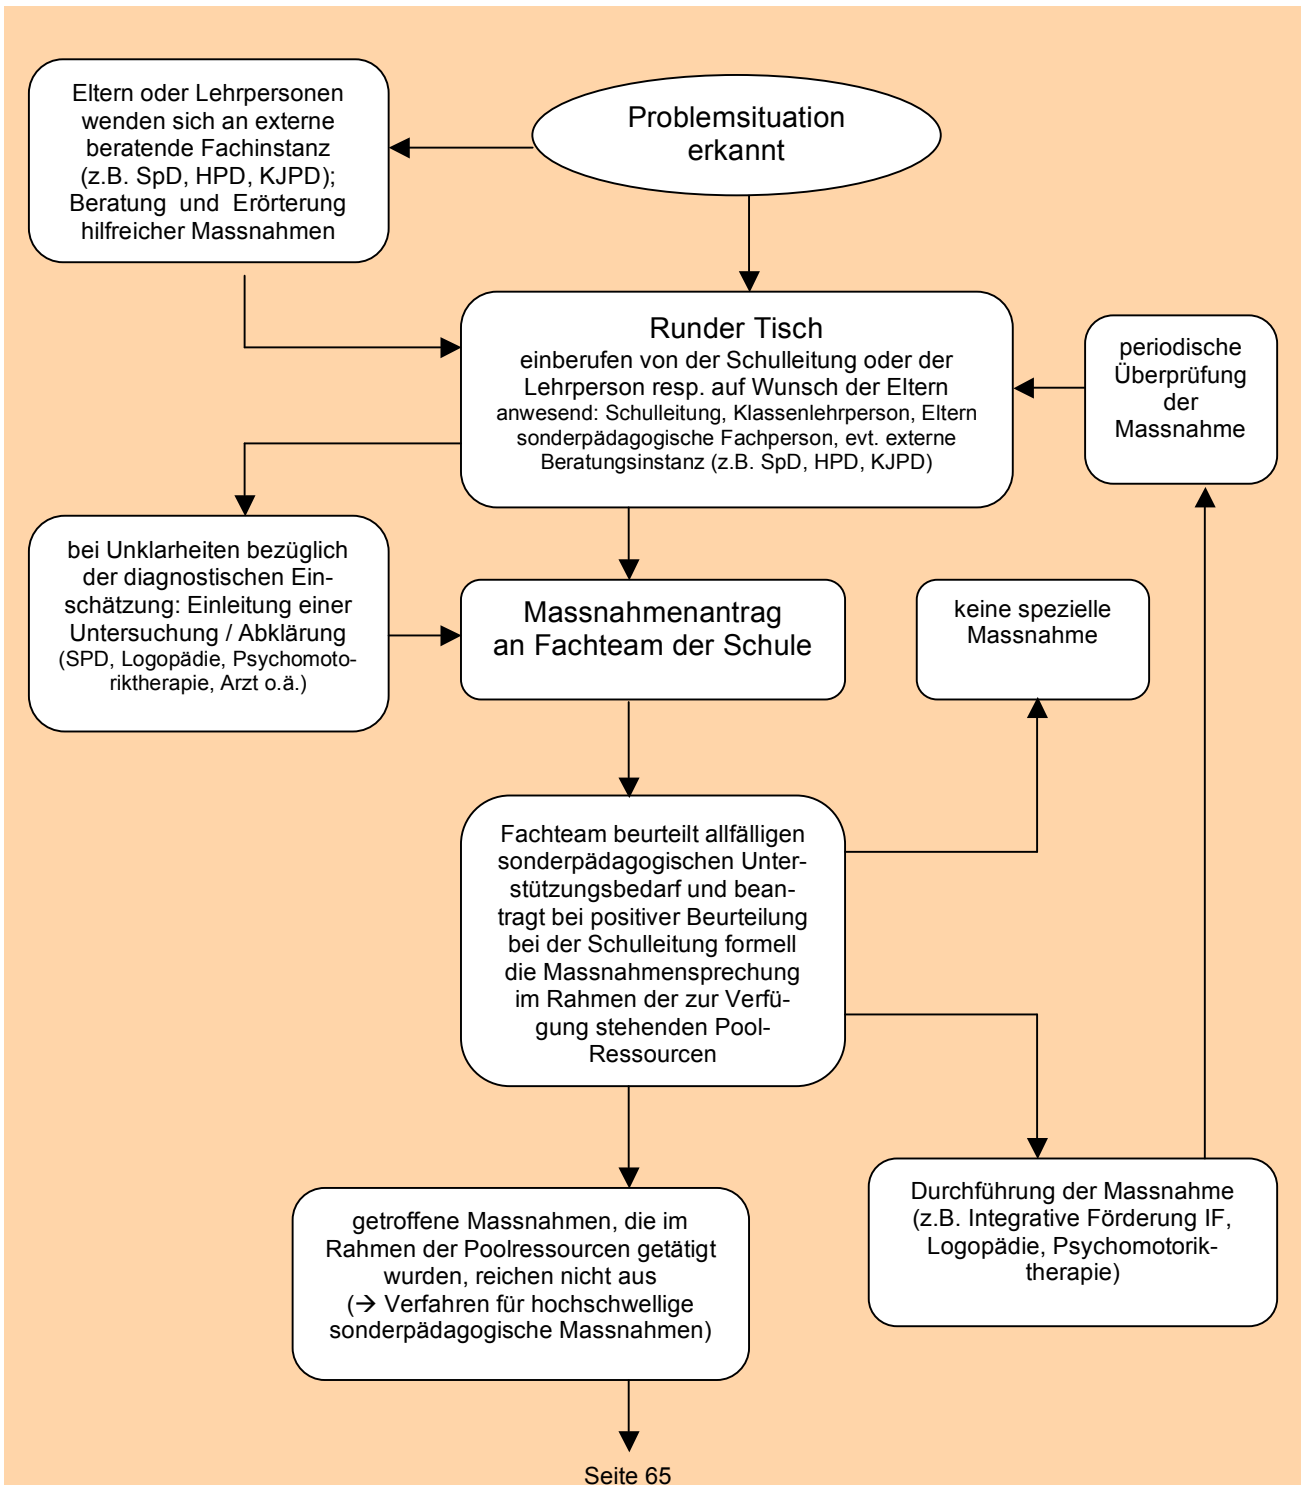 Problemsituation
erkannt
Eltern oder Lehrpersonen
wenden sich an externe
beratende Fachinstanz
(z.B. SpD, HPD, KJPD);
Beratung und Erörterung
hilfreicher Massnahmen
Runder Tisch
einberufen von der Schulleitung oder der
Lehrperson resp. auf Wunsch der Eltern
anwesend: Schulleitung, Klassenlehrperson, Eltern
sonderpädagogische Fachperson, evt. externe
Beratungsinstanz (z.B. SpD, HPD, KJPD)
periodische
Überprüfung
der
Massnahme
bei Unklarheiten bezüglich
der diagnostischen Ein-
schätzung: Einleitung einer
Untersuchung / Abklärung
(SPD, Logopädie, Psychomoto-
riktherapie, Arzt o.ä.)
Massnahmenantrag
an Fachteam der Schule
keine spezielle
Massnahme
Fachteam beurteilt allfälligen
sonderpädagogischen Unter-
stützungsbedarf und bean-
tragt bei positiver Beurteilung
bei der Schulleitung formell
die Massnahmensprechung
im Rahmen der zur Verfü-
gung stehenden Pool-
Ressourcen
getroffene Massnahmen, die im
Rahmen der Poolressourcen getätigt
wurden, reichen nicht aus
(→ Verfahren für hochschwellige
sonderpädagogische Massnahmen)
Durchführung der Massnahme
(z.B. Integrative Förderung IF,
Logopädie, Psychomotorik-
therapie)
Seite 65